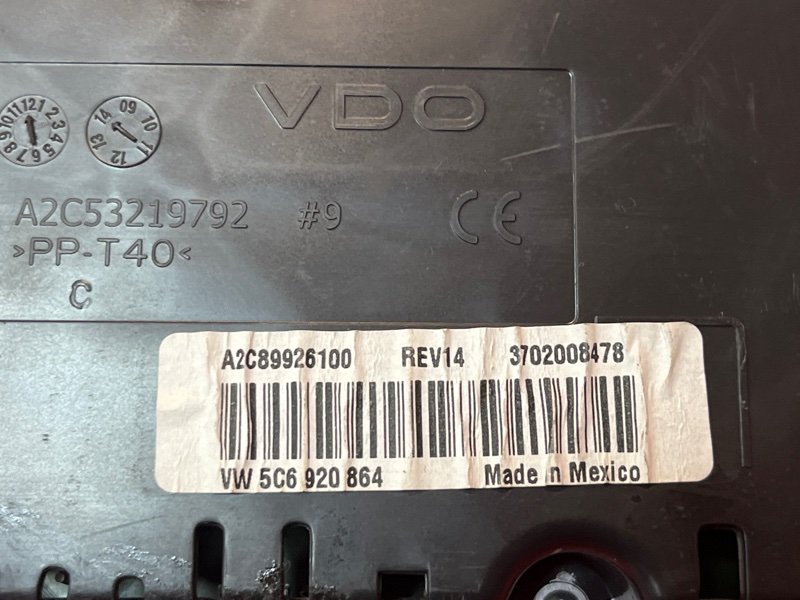 VDO
A2C53219792 #9 CE
>PP-T40<
C
A2C89926100 REV14 3702008478
VW 5C6 920 864 Made in Mexico